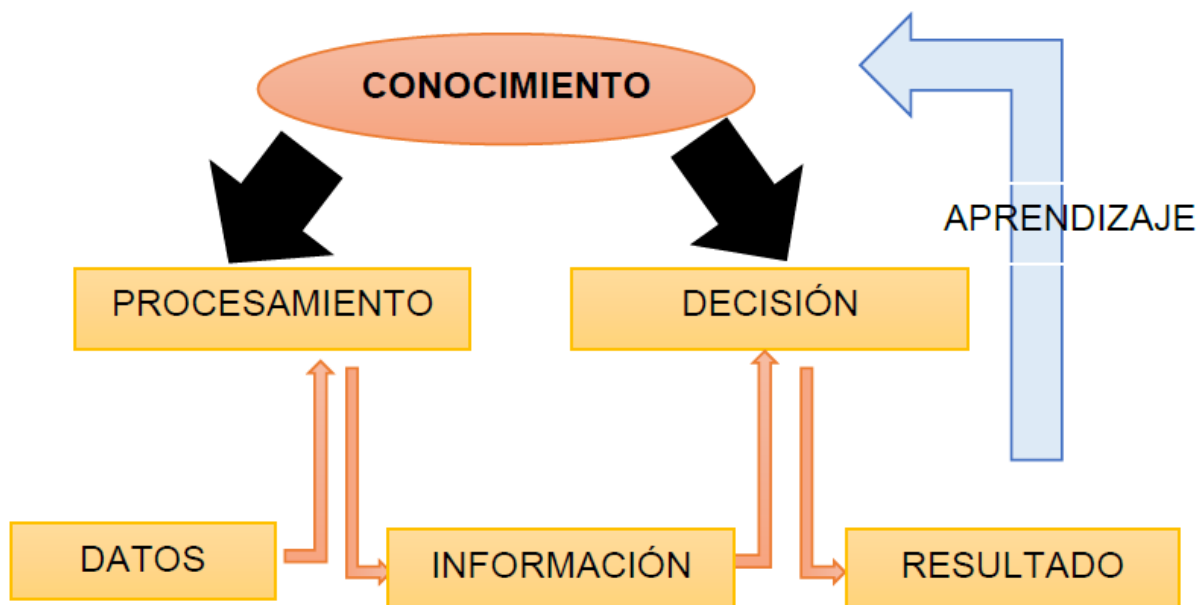 CONOCIMIENTO
APRENDIZAJE
PROCESAMIENTO
DECISIÓN
DATOS
INFORMACIÓN
RESULTADO